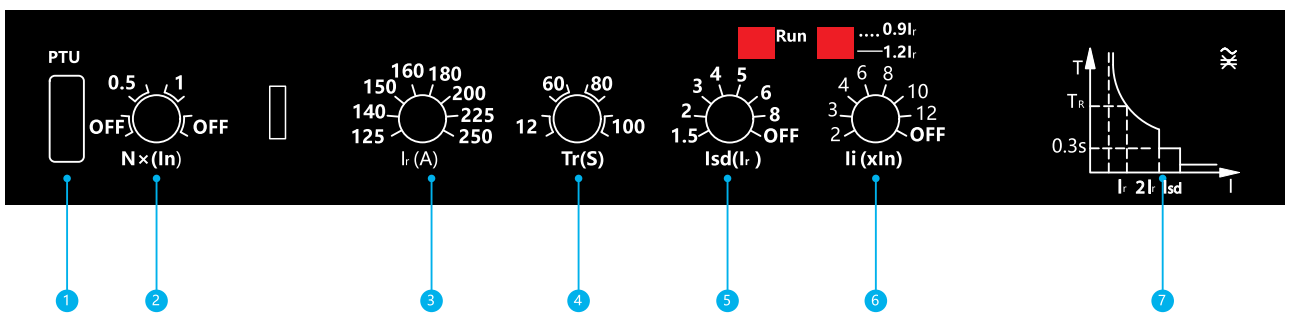 PTU
0.5 1
OFF OFF
N×(In)
160 180
150 200
140 225
125 250
Iᵣ (A)
60 80
12 100
Tr(S)
Run
4 5
3 6
2 8
1.5 OFF
Isd(Iᵣ )
....0.9Iᵣ
—1.2Iᵣ
6 8
4 10
3 12
2 OFF
Ii (xIn)
T
Tʀ
0.3s
Iᵣ 2Iᵣ Isd I
1 2 3 4 5 6 7